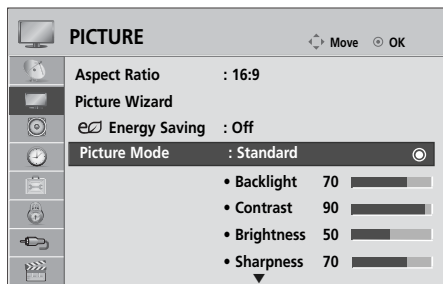 PICTURE
Move OK
Aspect Ratio : 16:9
Picture Wizard
Energy Saving : Off
Picture Mode : Standard
• Backlight 70
• Contrast 90
• Brightness 50
• Sharpness 70